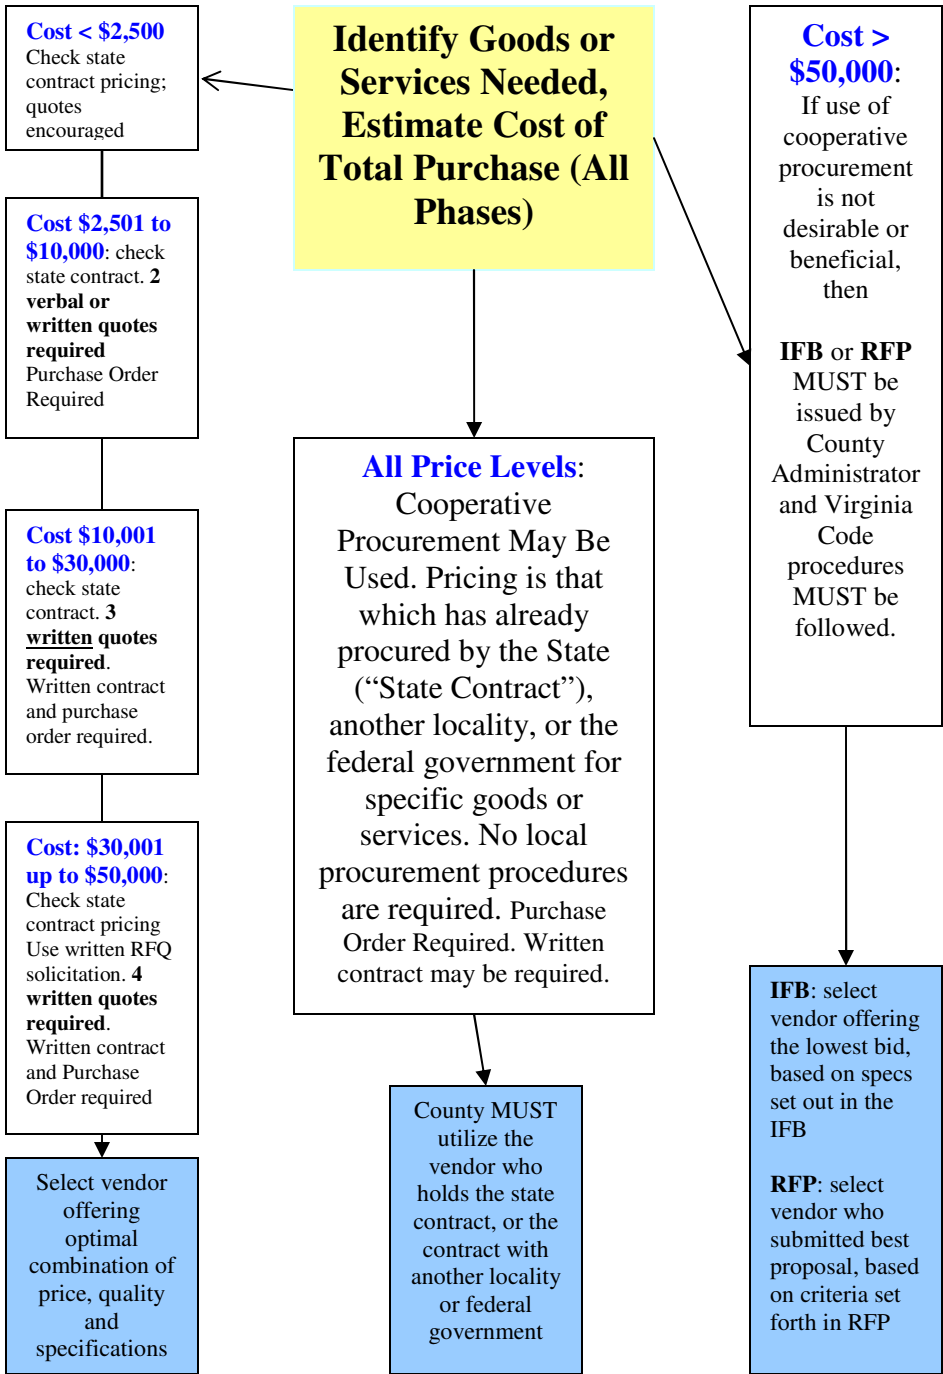 Cost < $2,500
Check state
contract pricing;
quotes
encouraged
Cost $2,501 to
$10,000: check
state contract. 2
verbal or
written quotes
required
Purchase Order
Required
Cost $10,001
to $30,000:
check state
contract. 3
written quotes
required.
Written contract
and purchase
order required.
Cost: $30,001
up to $50,000:
Check state
contract pricing
Use written RFQ
solicitation. 4
written quotes
required.
Written contract
and Purchase
Order required
Select vendor
offering
optimal
combination of
price, quality
and
specifications
Identify Goods or
Services Needed,
Estimate Cost of
Total Purchase (All
Phases)
All Price Levels:
Cooperative
Procurement May Be
Used. Pricing is that
which has already
procured by the State
(“State Contract”),
another locality, or the
federal government for
specific goods or
services. No local
procurement procedures
are required. Purchase
Order Required. Written
contract may be required.
County MUST
utilize the
vendor who
holds the state
contract, or the
contract with
another locality
or federal
government
Cost >
$50,000:
If use of
cooperative
procurement
is not
desirable or
beneficial,
then
IFB or RFP
MUST be
issued by
County
Administrator
and Virginia
Code
procedures
MUST be
followed.
IFB: select
vendor offering
the lowest bid,
based on specs
set out in the
IFB
RFP: select
vendor who
submitted best
proposal, based
on criteria set
forth in RFP